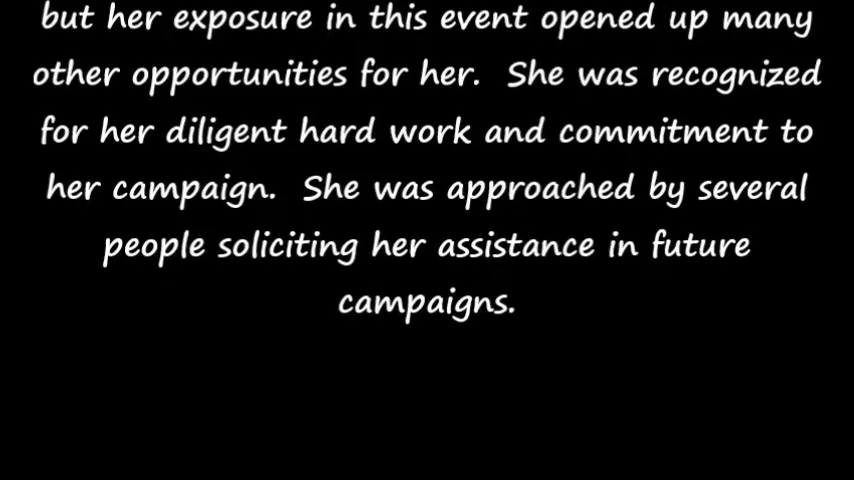 but her exposure in this event opened up many
other opportunities for her.  She was recognized
for her diligent hard work and commitment to
her campaign.  She was approached by several
people soliciting her assistance in future
campaigns.